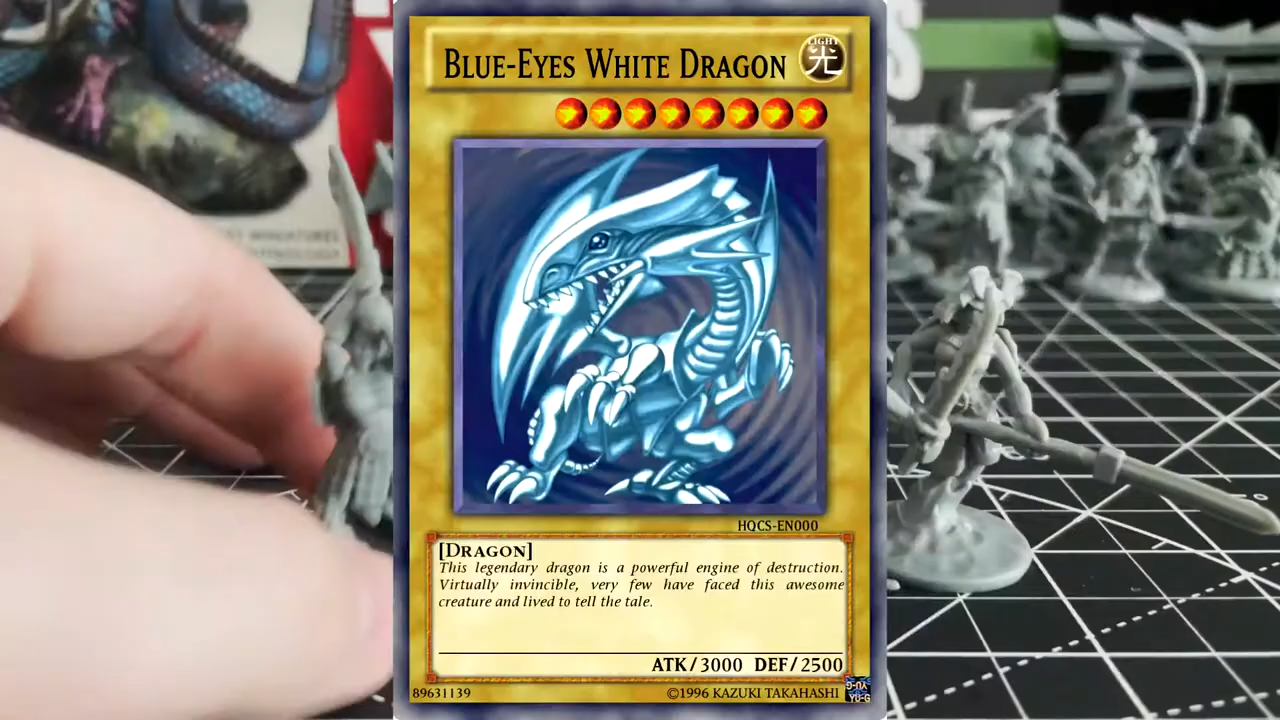 BLUE-EYES WHITE DRAGON
LIGHT
光
HQCS-EN000
[DRAGON]
This legendary dragon is a powerful engine of destruction.
Virtually invincible, very few have faced this awesome
creature and lived to tell the tale.
ATK/3000 DEF/2500
89631139
©1996 KAZUKI TAKAHASHI
MINIATURES